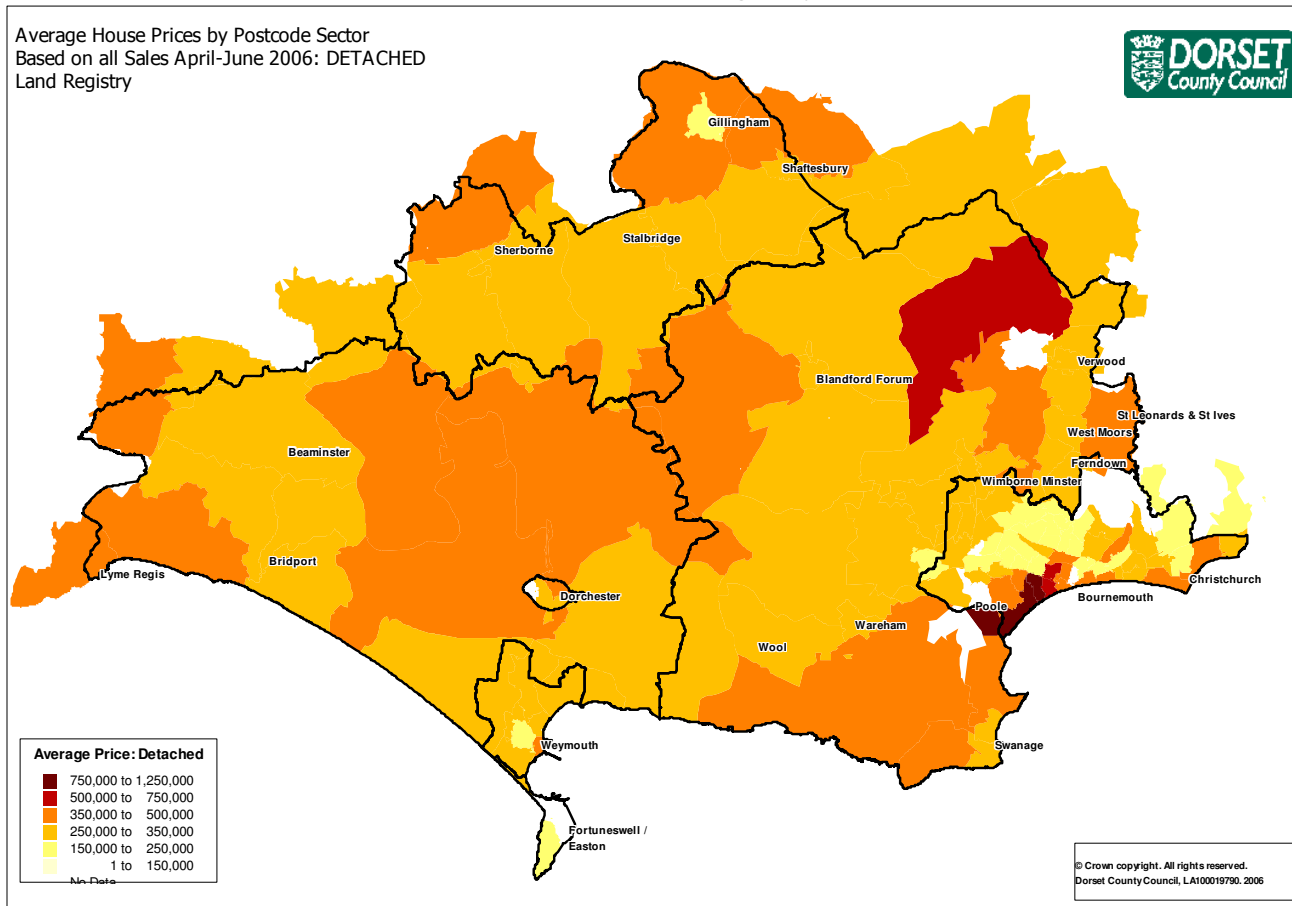 Average House Prices by Postcode Sector
Based on all Sales April-June 2006: DETACHED
Land Registry
DORSET
County Council
Gillingham
Shaftesbury
Sherborne
Stalbridge
Blandford Forum
Verwood
St Leonards & St Ives
West Moors
Ferndown
Wimborne Minster
Beaminster
Bridport
Lyme Regis
Dorchester
Wool
Wareham
Poole
Bournemouth
Christchurch
Swanage
Weymouth
Fortuneswell /
Easton
Average Price: Detached
750,000 to 1,250,000
500,000 to 750,000
350,000 to 500,000
250,000 to 350,000
150,000 to 250,000
1 to 150,000
No Data
© Crown copyright. All rights reserved.
Dorset County Council, LA100019790. 2006